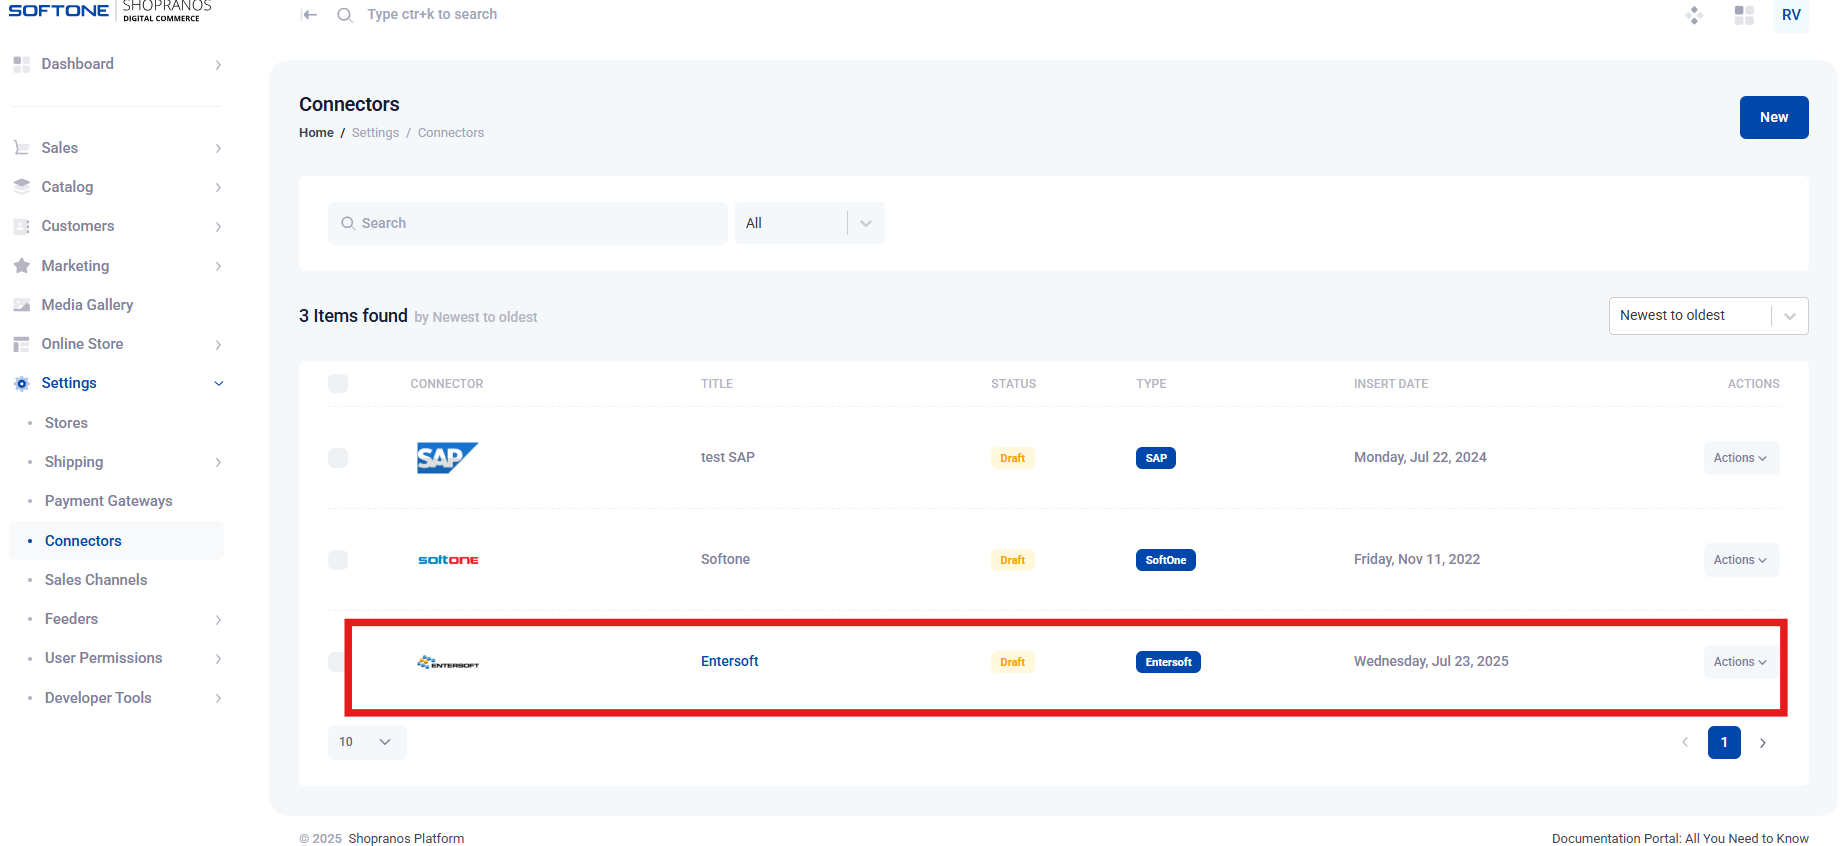 SOFTONE SHOPRANOS
DIGITAL COMMERCE
Type ctr+k to search
RV
Dashboard
Sales
Catalog
Customers
Marketing
Media Gallery
Online Store
Settings
Stores
Shipping
Payment Gateways
Connectors
Sales Channels
Feeders
User Permissions
Developer Tools
Connectors
Home / Settings / Connectors
New
Search
All
3 Items found by Newest to oldest
Newest to oldest
CONNECTOR TITLE STATUS TYPE INSERT DATE ACTIONS
SAP test SAP Draft SAP Monday, Jul 22, 2024 Actions
softone Softone Draft SoftOne Friday, Nov 11, 2022 Actions
ENTERSOFT Entersoft Draft Entersoft Wednesday, Jul 23, 2025 Actions
10
1
© 2025 Shopranos Platform
Documentation Portal: All You Need to Know